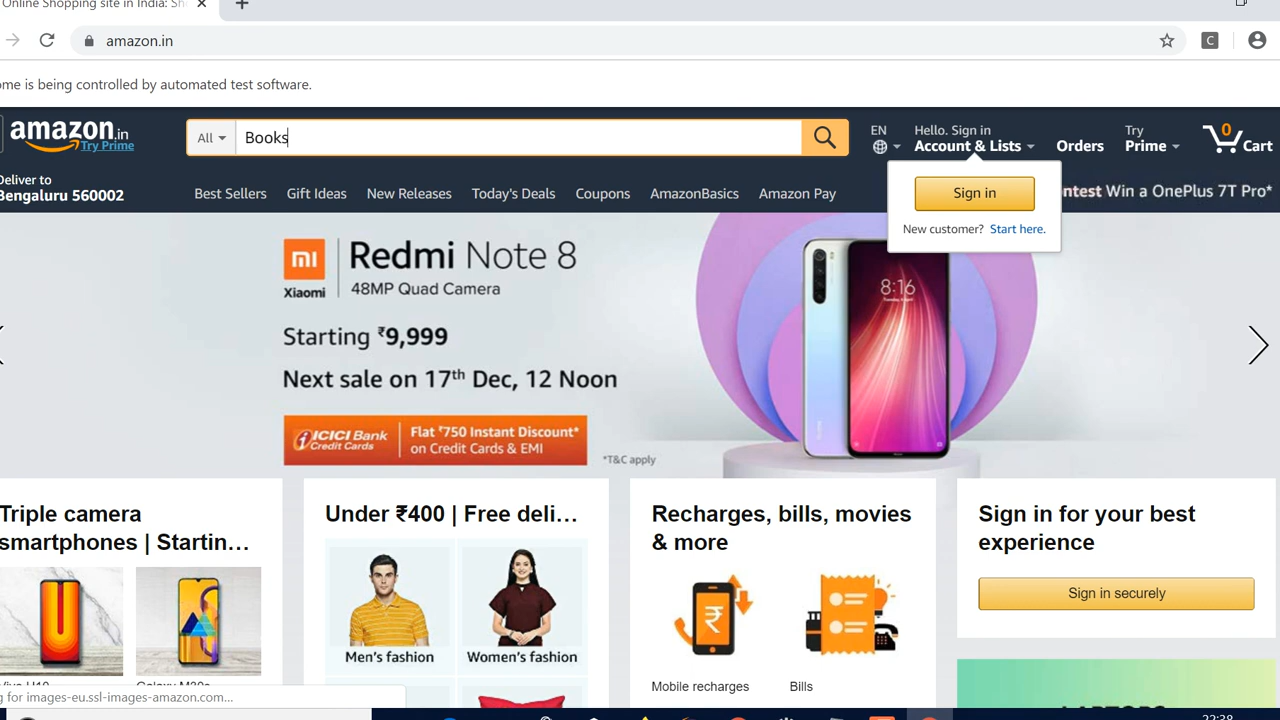 Online Shopping site in India: Sh
amazon.in
ome is being controlled by automated test software.
amazon.in
Try Prime
All
Books
EN
Hello. Sign in
Account & Lists
Orders
Try
Prime
0
Cart
Deliver to
Bengaluru 560002
Best Sellers
Gift Ideas
New Releases
Today's Deals
Coupons
AmazonBasics
Amazon Pay
ntest Win a OnePlus 7T Pro*
Sign in
New customer? Start here.
mi
Xiaomi
Redmi Note 8
48MP Quad Camera
8:16
Starting ₹9,999
Next sale on 17th Dec, 12 Noon
ICICI Bank
Credit Cards
Flat ₹750 Instant Discount*
on Credit Cards & EMI
*T&C apply
Triple camera
smartphones | Startin...
Under ₹400 | Free deli...
Men's fashion
Women's fashion
Recharges, bills, movies
& more
Mobile recharges
Bills
Sign in for your best
experience
Sign in securely
g for images-eu.ssl-images-amazon.com...
LAPTOPS
22:38